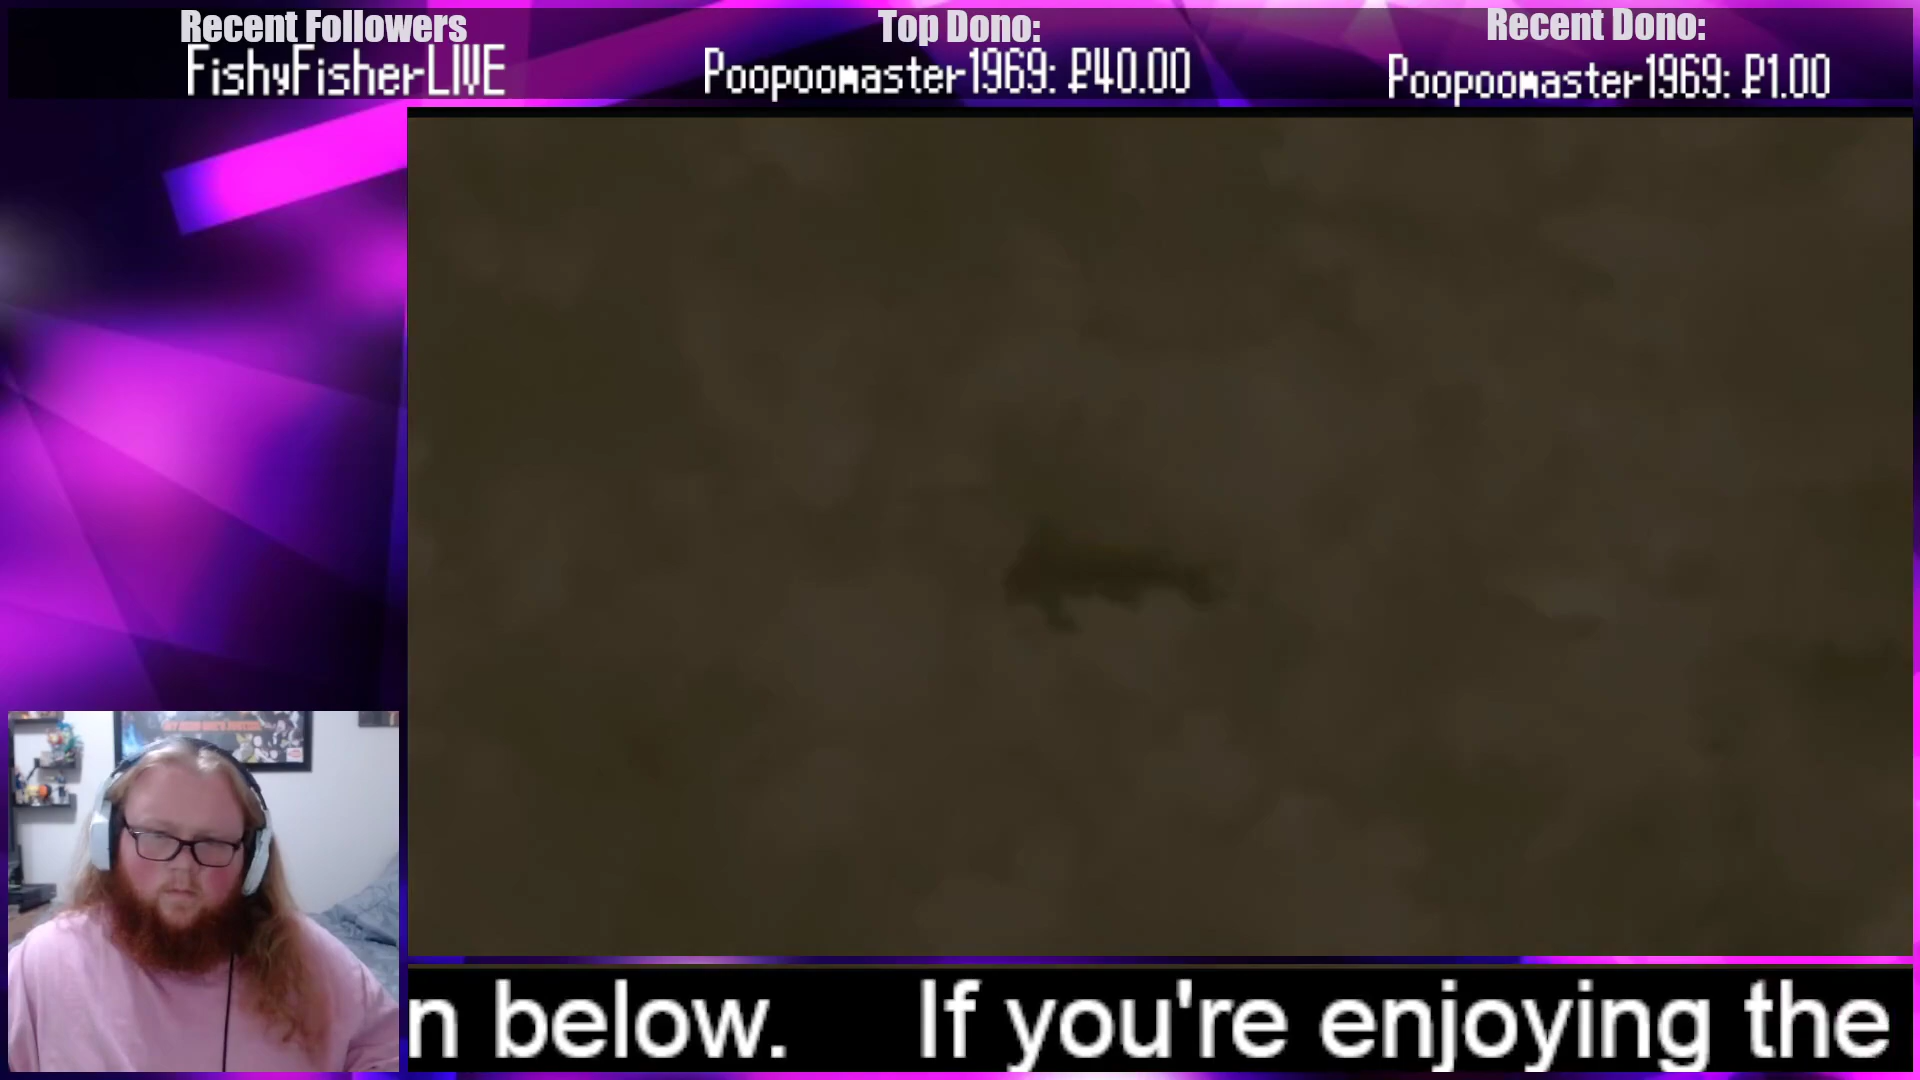 Recent Followers
FishyFisherLIVE
Top Dono:
Poopoomaster1969: ₽40.00
Recent Dono:
Poopoomaster1969: ₽1.00
n below. If you're enjoying the